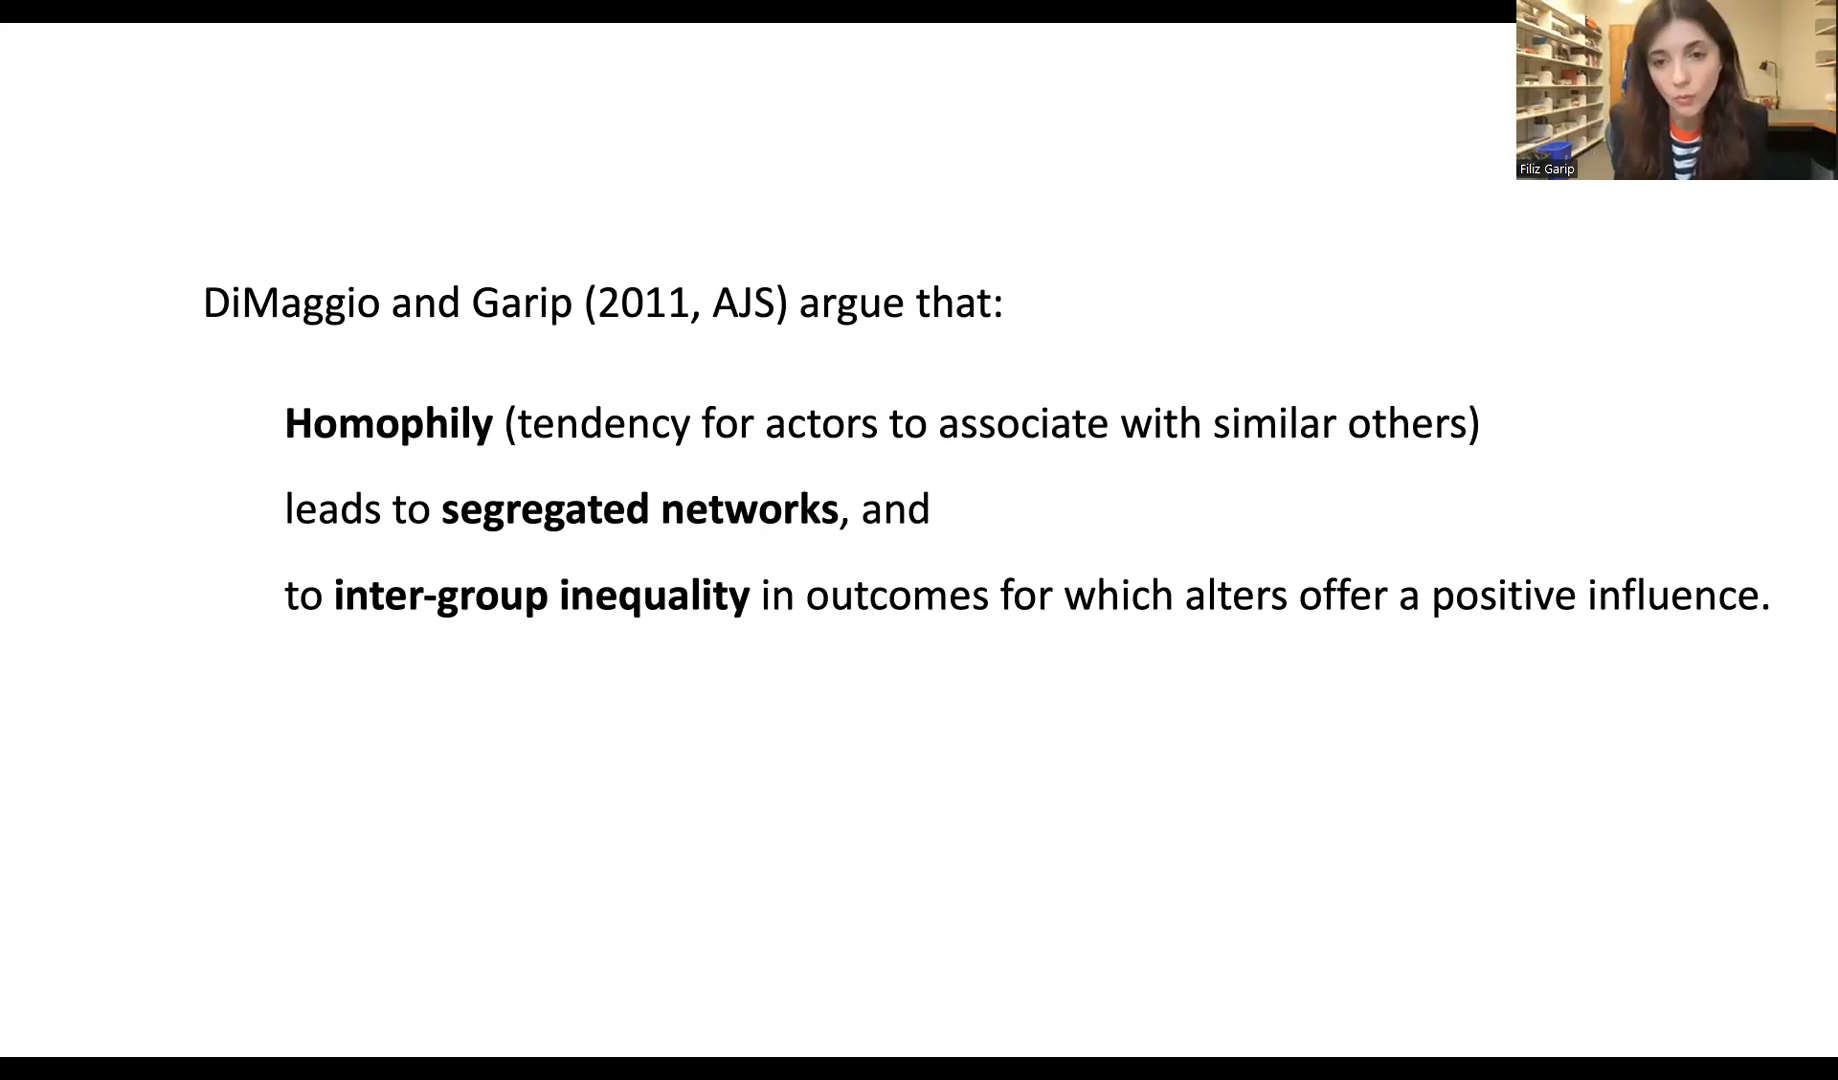 Filiz Garip
DiMaggio and Garip (2011, AJS) argue that:
Homophily (tendency for actors to associate with similar others)
leads to segregated networks, and
to inter-group inequality in outcomes for which alters offer a positive influence.